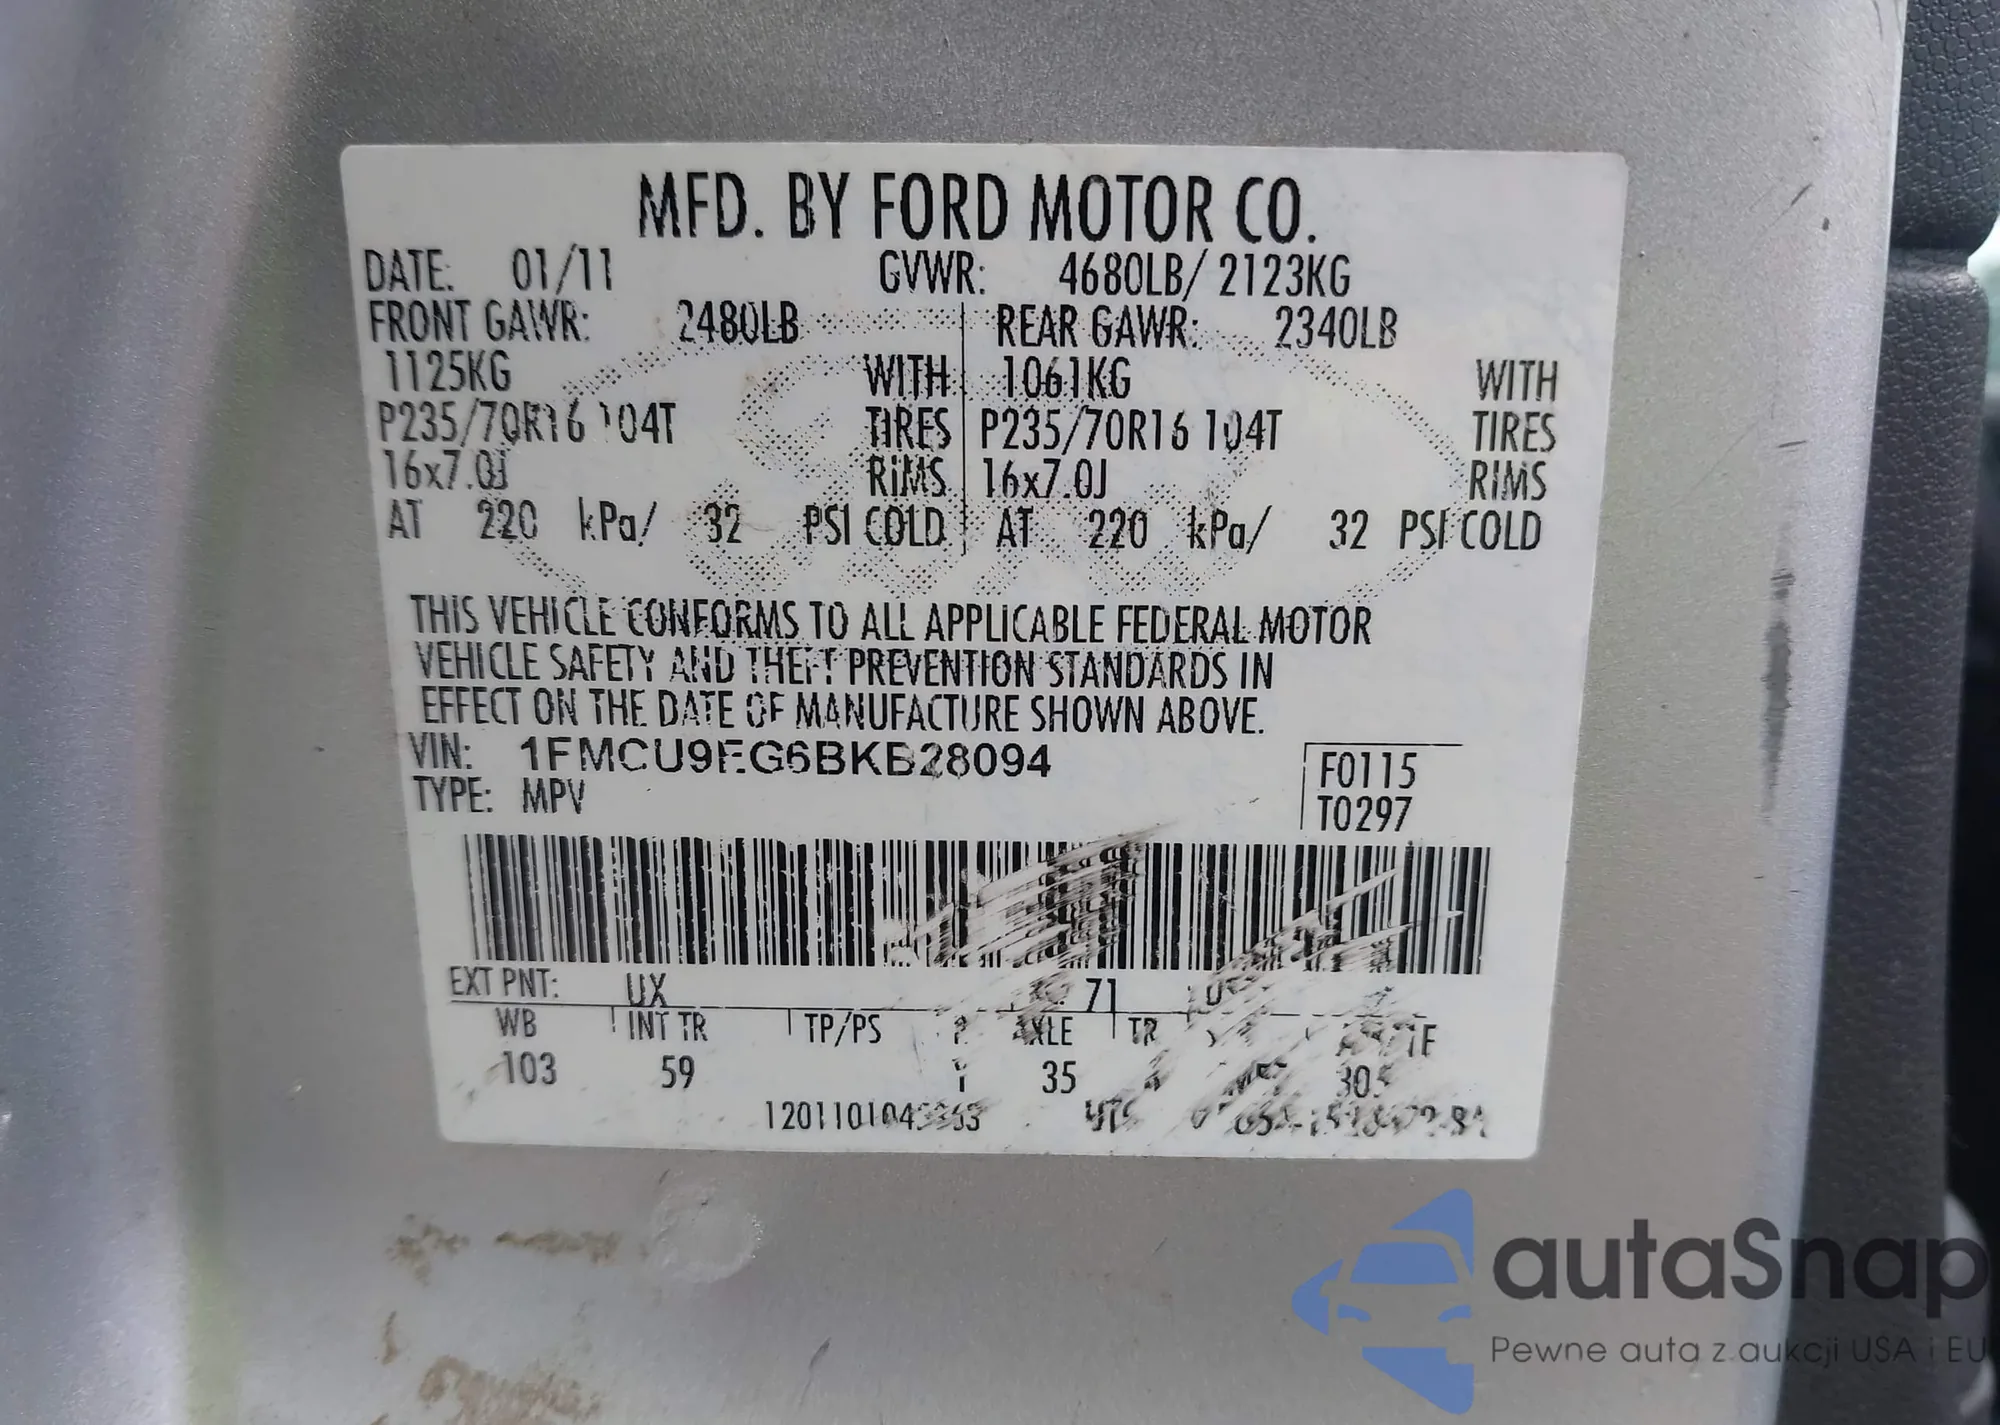 MFD. BY FORD MOTOR CO.
DATE: 01/11 GVWR: 4680LB/ 2123KG
FRONT GAWR: 2480LB REAR GAWR: 2340LB
1125KG WITH 1061KG WITH
P235/70R16 104T TIRES P235/70R16 104T TIRES
16x7.0J RIMS 16x7.0J RIMS
AT 220 kPa/ 32 PSI COLD AT 220 kPa/ 32 PSI COLD
THIS VEHICLE CONFORMS TO ALL APPLICABLE FEDERAL MOTOR
VEHICLE SAFETY AND THEFT PREVENTION STANDARDS IN
EFFECT ON THE DATE OF MANUFACTURE SHOWN ABOVE.
VIN: 1FMCU9EG6BKB28094
F0115
TYPE: MPV
T0297
EXT PNT: UX 71
WB INT TR TP/PS AXLE TR
103 59 Y 35
autaSnap
Pewne auta z aukcji USA i EU